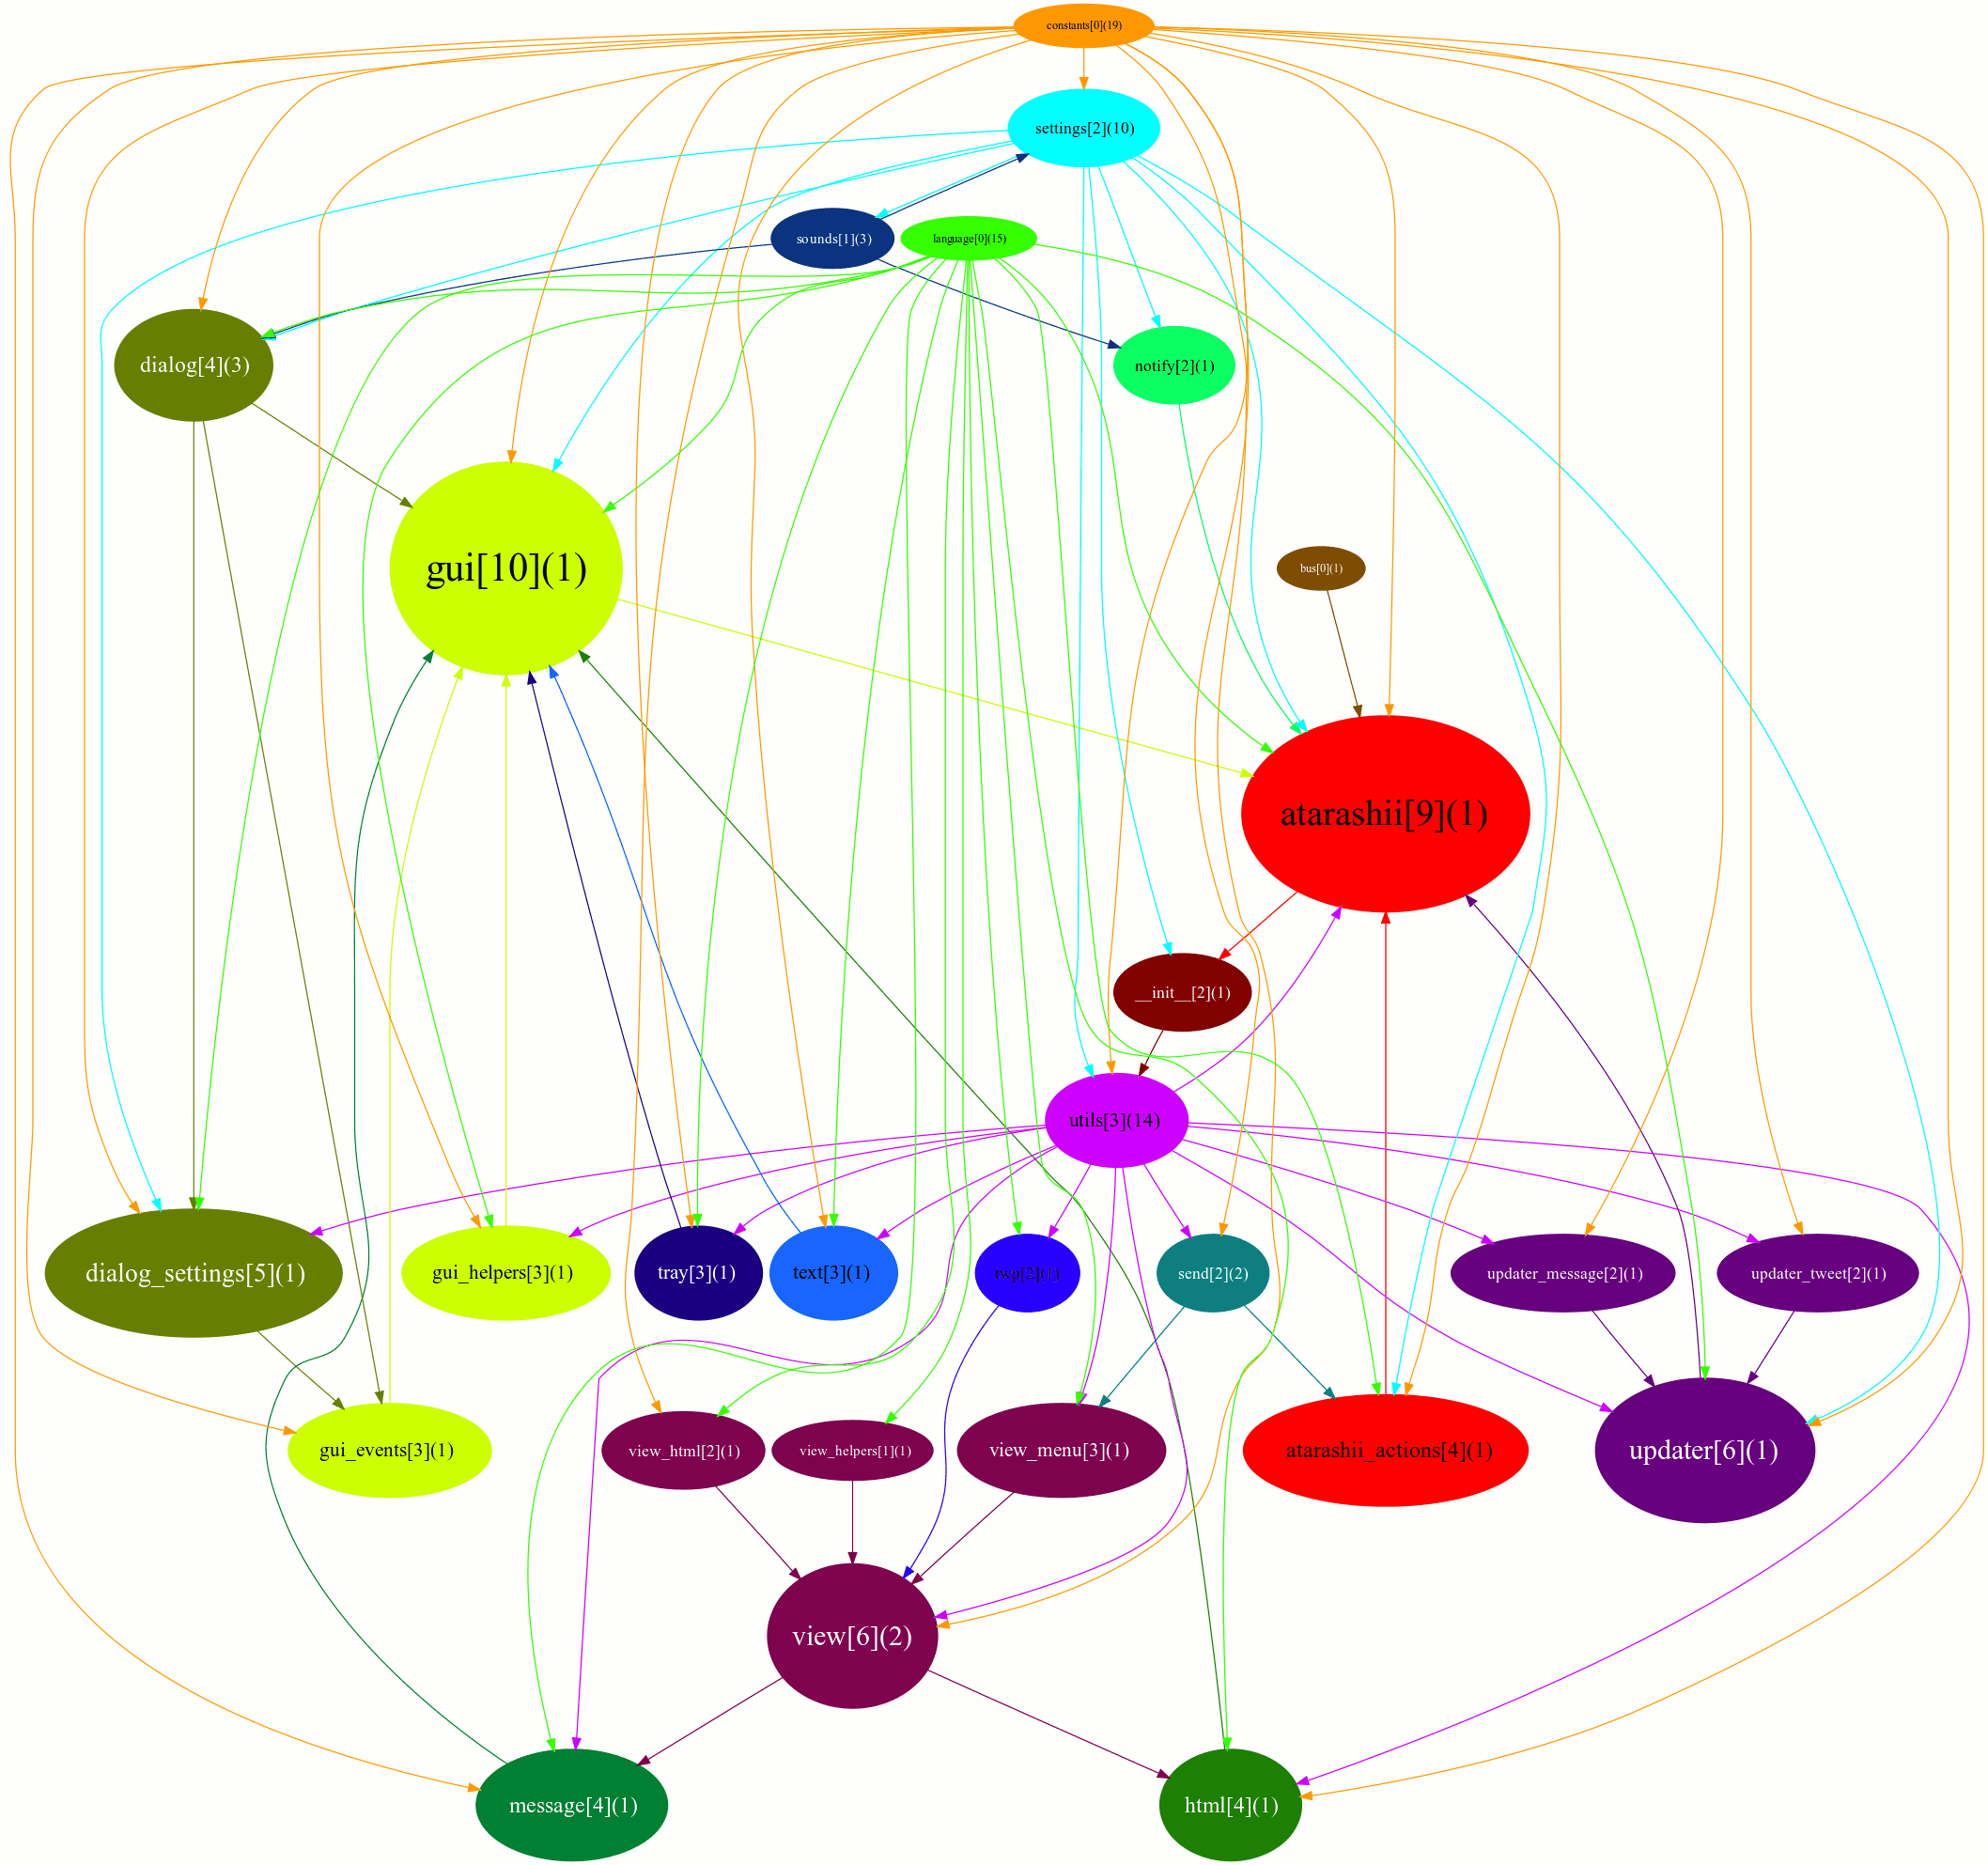 constants[0](19)
settings[2](10)
sounds[1](3)
language[0](15)
dialog[4](3)
notify[2](1)
gui[10](1)
bus[0](1)
atarashii[9](1)
__init__[2](1)
utils[3](14)
dialog_settings[5](1)
gui_helpers[3](1)
tray[3](1)
text[3](1)
twp[2](1)
send[2](2)
updater_message[2](1)
updater_tweet[2](1)
gui_events[3](1)
view_html[2](1)
view_helpers[1](1)
view_menu[3](1)
atarashii_actions[4](1)
updater[6](1)
view[6](2)
message[4](1)
html[4](1)